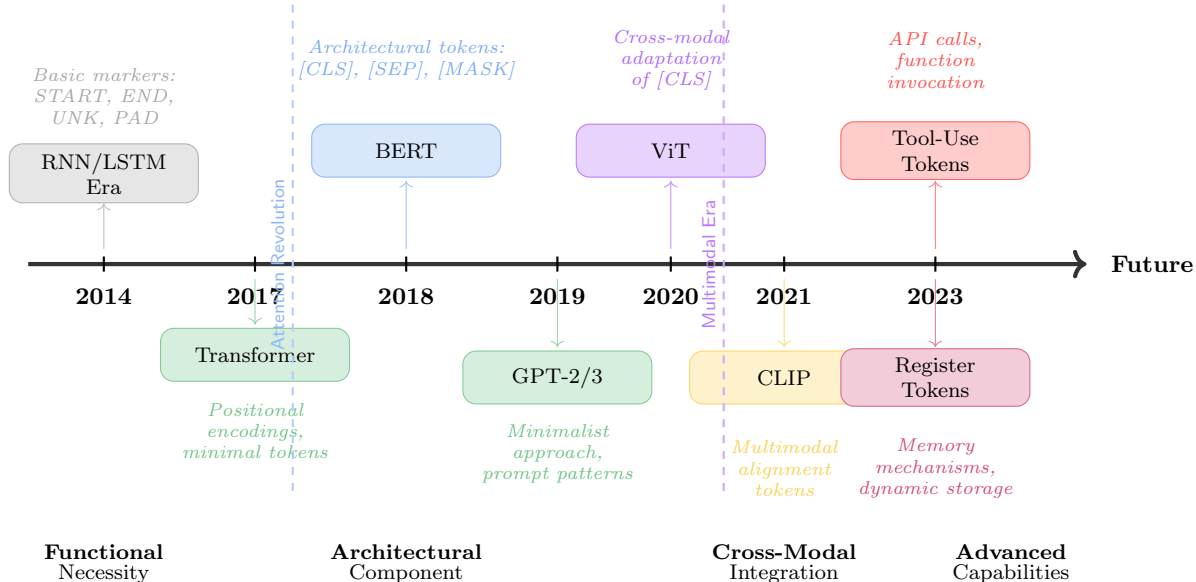 Basic markers:
START, END,
UNK, PAD
Architectural tokens:
[CLS], [SEP], [MASK]
Cross-modal
adaptation
of [CLS]
API calls,
function
invocation
RNN/LSTM
Era
BERT
ViT
Tool-Use
Tokens
Attention Revolution
Multimodal Era
Future
2014
2017
2018
2019
2020
2021
2023
Transformer
GPT-2/3
CLIP
Register
Tokens
Positional
encodings,
minimal tokens
Minimalist
approach,
prompt patterns
Multimodal
alignment
tokens
Memory
mechanisms,
dynamic storage
Functional
Necessity
Architectural
Component
Cross-Modal
Integration
Advanced
Capabilities